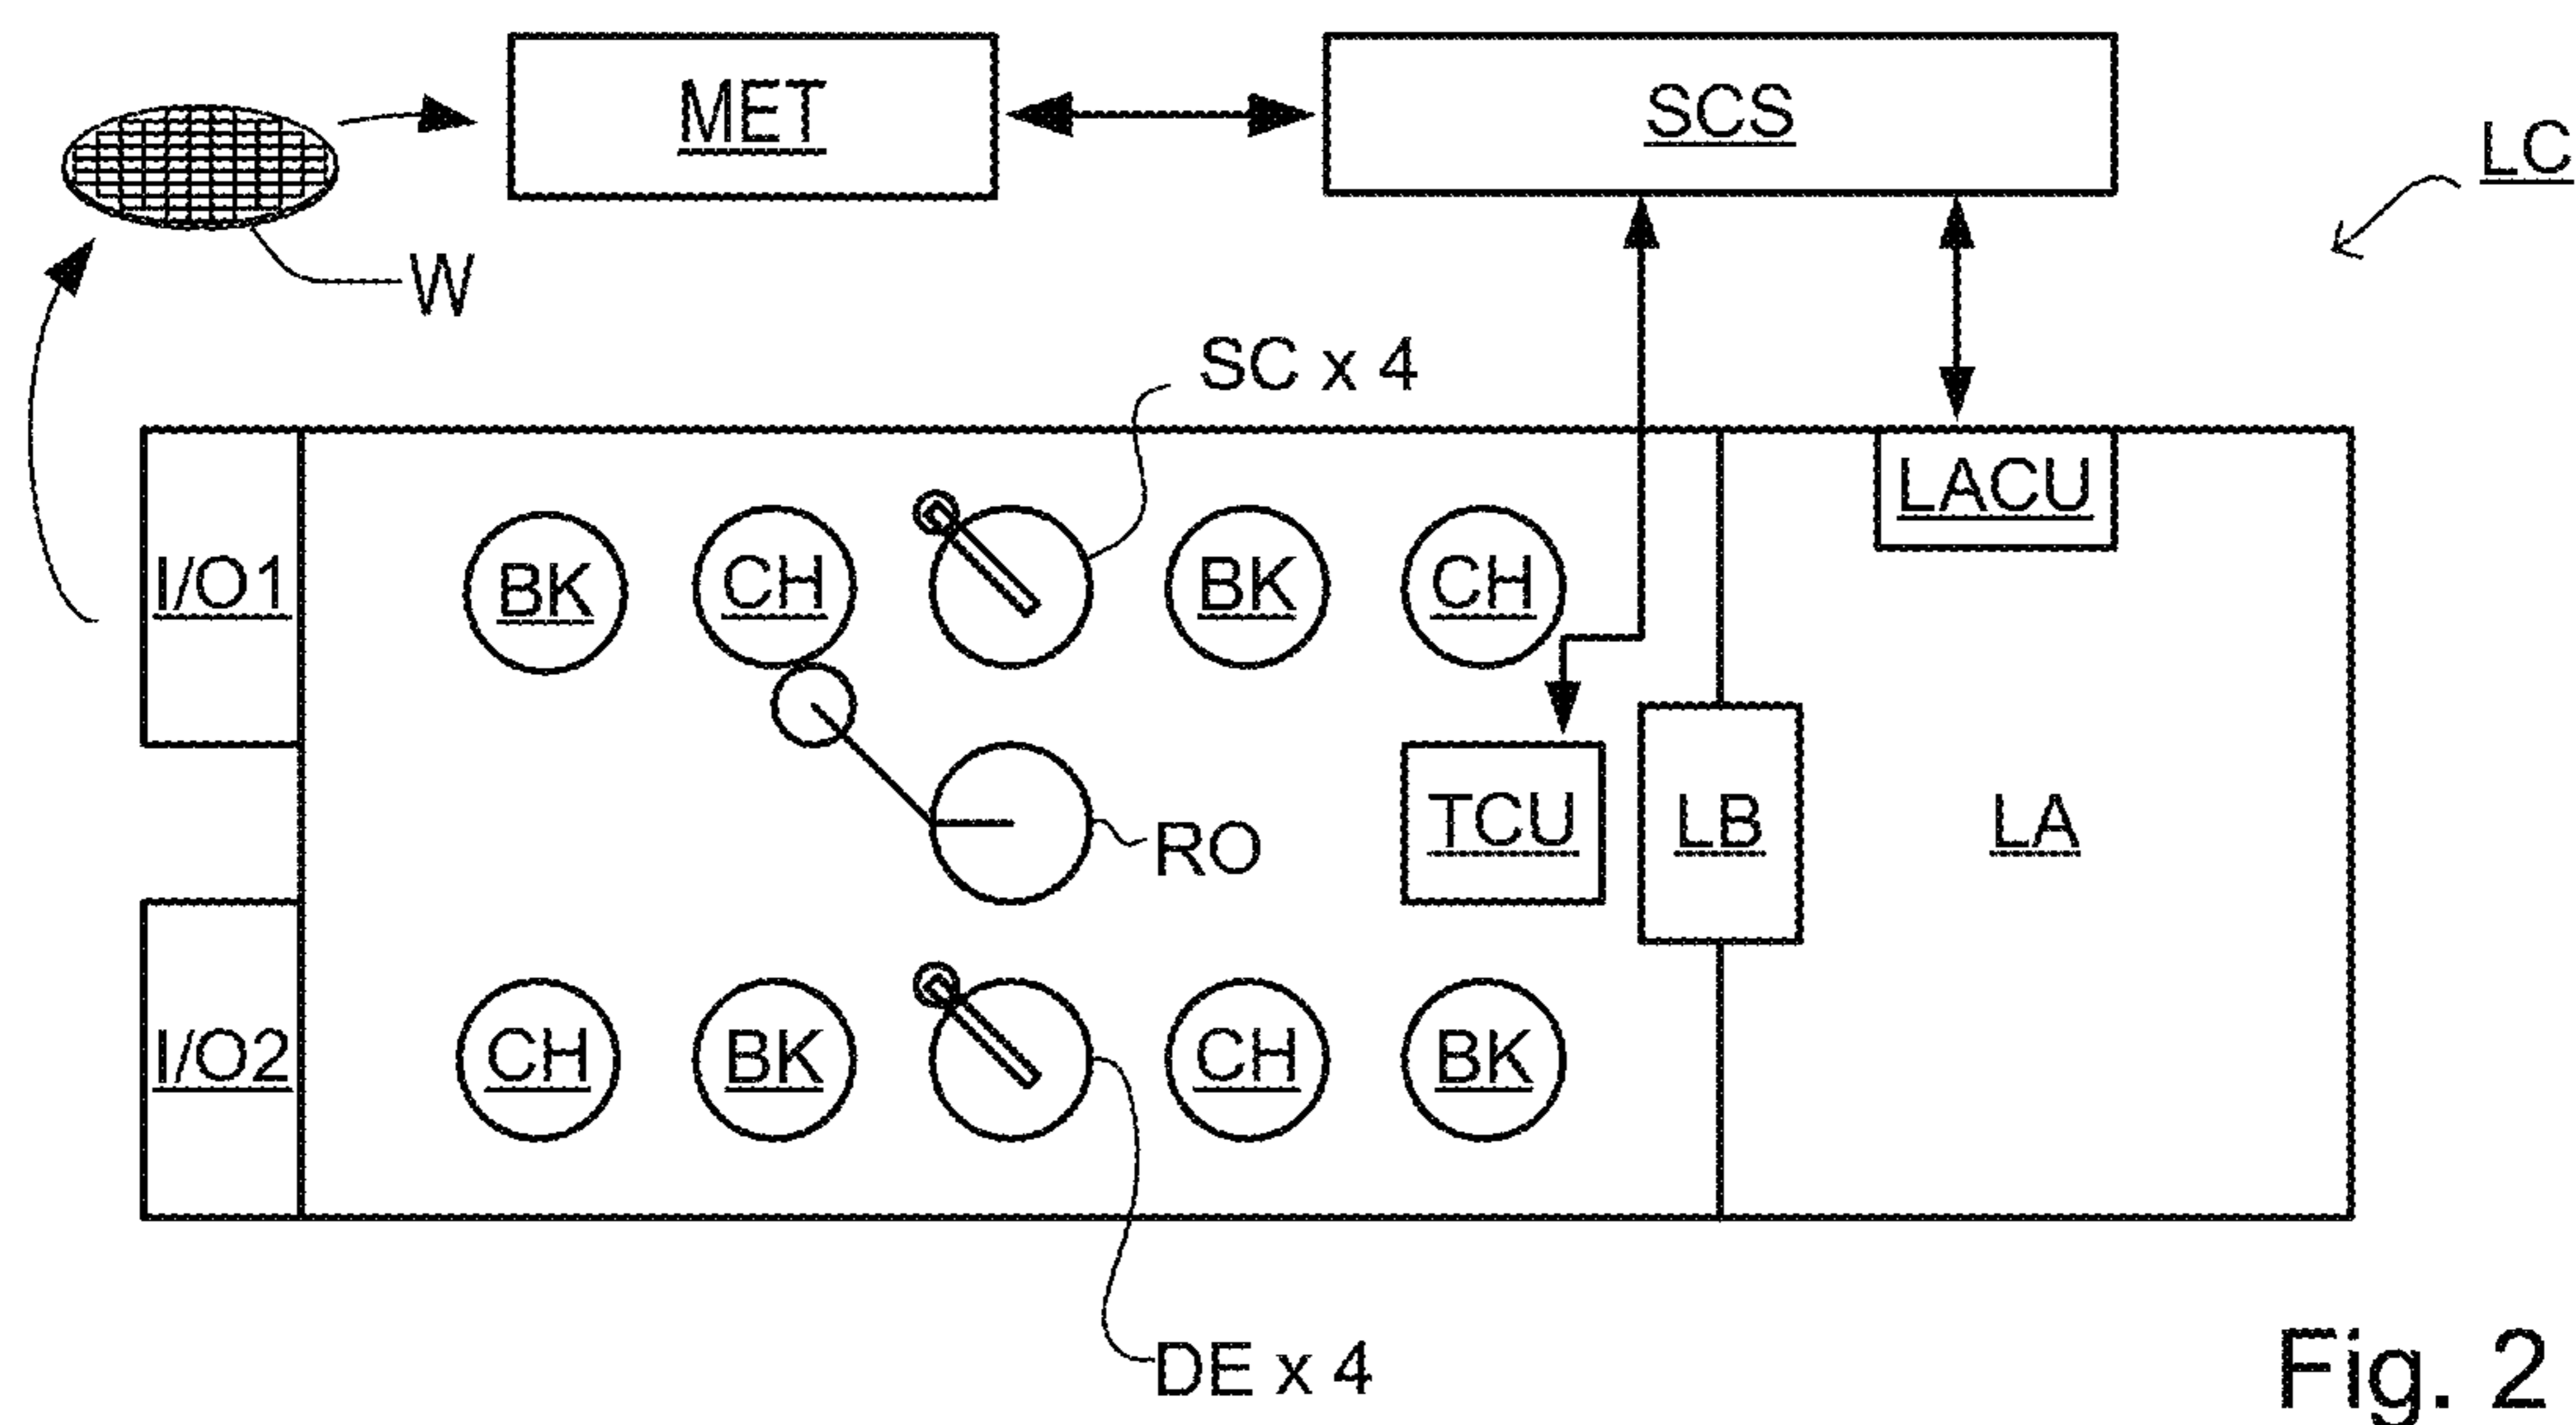 MET
SCS
LC
W
SC x 4
LACU
I/O1
BK
CH
BK
CH
RO
TCU
LB
LA
I/O2
CH
BK
CH
BK
DE x 4
Fig. 2